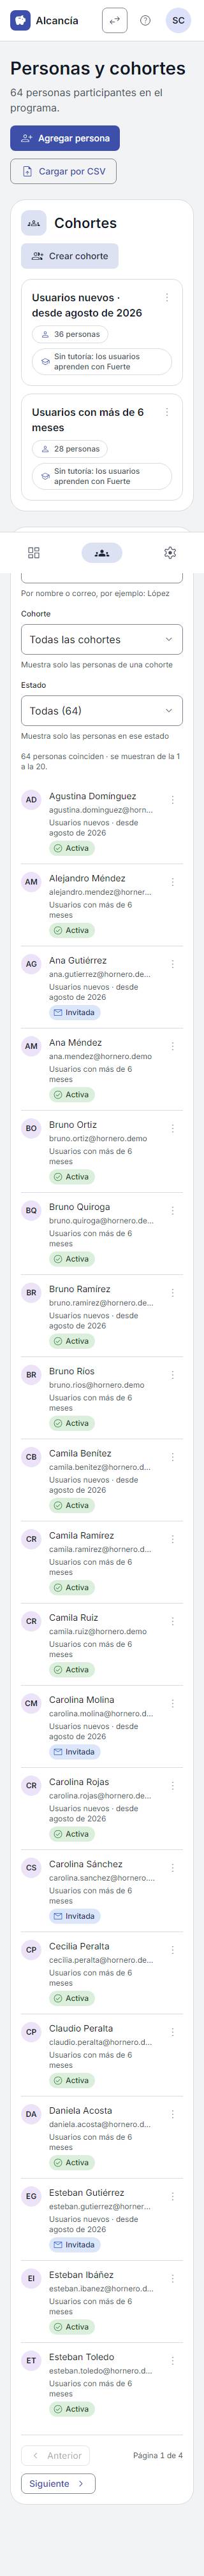 Alcancía
SC
Personas y cohortes
64 personas participantes en el
programa.
Agregar persona
Cargar por CSV
Cohortes
Crear cohorte
Usuarios nuevos ·
desde agosto de 2026
36 personas
Sin tutoría: los usuarios
aprenden con Fuerte
Usuarios con más de 6
meses
28 personas
Sin tutoría: los usuarios
aprenden con Fuerte
Por nombre o correo, por ejemplo: López
Cohorte
Todas las cohortes
Muestra solo las personas de una cohorte
Estado
Todas (64)
Muestra solo las personas en ese estado
64 personas coinciden · se muestran de la 1
a la 20.
AD
Agustina Domínguez
agustina.dominguez@horn...
Usuarios nuevos · desde
agosto de 2026
Activa
AM
Alejandro Méndez
alejandro.mendez@horner...
Usuarios con más de 6
meses
Activa
AG
Ana Gutiérrez
ana.gutierrez@hornero.de...
Usuarios nuevos · desde
agosto de 2026
Invitada
AM
Ana Méndez
ana.mendez@hornero.demo
Usuarios con más de 6
meses
Activa
BO
Bruno Ortiz
bruno.ortiz@hornero.demo
Usuarios con más de 6
meses
Activa
BQ
Bruno Quiroga
bruno.quiroga@hornero.de...
Usuarios con más de 6
meses
Activa
BR
Bruno Ramírez
bruno.ramirez@hornero.de...
Usuarios nuevos · desde
agosto de 2026
Activa
BR
Bruno Ríos
bruno.rios@hornero.demo
Usuarios con más de 6
meses
Activa
CB
Camila Benítez
camila.benitez@hornero.d...
Usuarios nuevos · desde
agosto de 2026
Activa
CR
Camila Ramírez
camila.ramirez@hornero.d...
Usuarios con más de 6
meses
Activa
CR
Camila Ruiz
camila.ruiz@hornero.demo
Usuarios con más de 6
meses
Activa
CM
Carolina Molina
carolina.molina@hornero.d...
Usuarios nuevos · desde
agosto de 2026
Invitada
CR
Carolina Rojas
carolina.rojas@hornero.de...
Usuarios nuevos · desde
agosto de 2026
Activa
CS
Carolina Sánchez
carolina.sanchez@hornero....
Usuarios con más de 6
meses
Invitada
CP
Cecilia Peralta
cecilia.peralta@hornero.de...
Usuarios con más de 6
meses
Activa
CP
Claudio Peralta
claudio.peralta@hornero.d...
Usuarios con más de 6
meses
Activa
DA
Daniela Acosta
daniela.acosta@hornero.d...
Usuarios con más de 6
meses
Activa
EG
Esteban Gutiérrez
esteban.gutierrez@horner...
Usuarios nuevos · desde
agosto de 2026
Invitada
EI
Esteban Ibáñez
esteban.ibanez@hornero.d...
Usuarios con más de 6
meses
Activa
ET
Esteban Toledo
esteban.toledo@hornero.d...
Usuarios con más de 6
meses
Activa
Anterior
Página 1 de 4
Siguiente